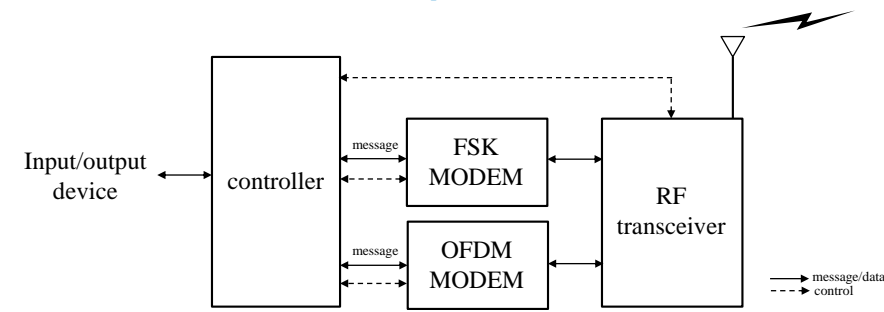 Input/output
device
controller
message
FSK
MODEM
message
OFDM
MODEM
RF
transceiver
message/data
control